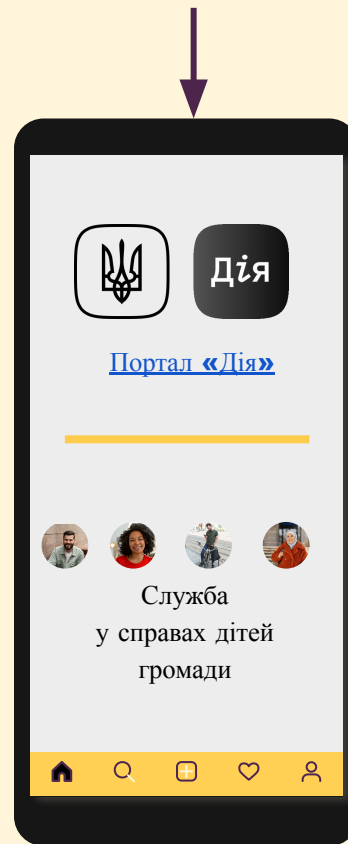 Дія
Портал «Дія»
Служба
у справах дітей
громади